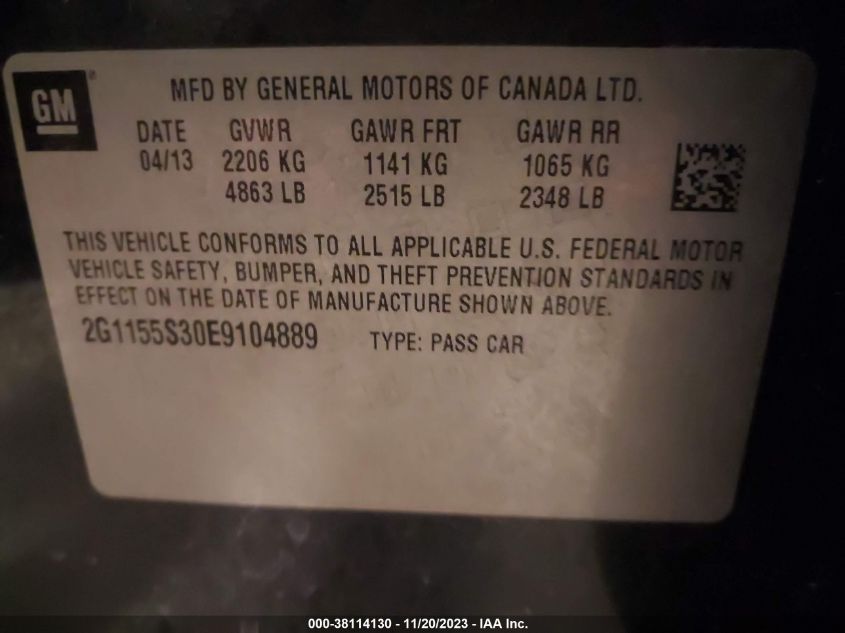 GM ®
MFD BY GENERAL MOTORS OF CANADA LTD.
DATE GVWR GAWR FRT GAWR RR
04/13 2206 KG 1141 KG 1065 KG
4863 LB 2515 LB 2348 LB
THIS VEHICLE CONFORMS TO ALL APPLICABLE U.S. FEDERAL MOTOR
VEHICLE SAFETY, BUMPER, AND THEFT PREVENTION STANDARDS IN
EFFECT ON THE DATE OF MANUFACTURE SHOWN ABOVE.
2G1155S30E9104889 TYPE: PASS CAR
000-38114130 - 11/20/2023 - IAA Inc.